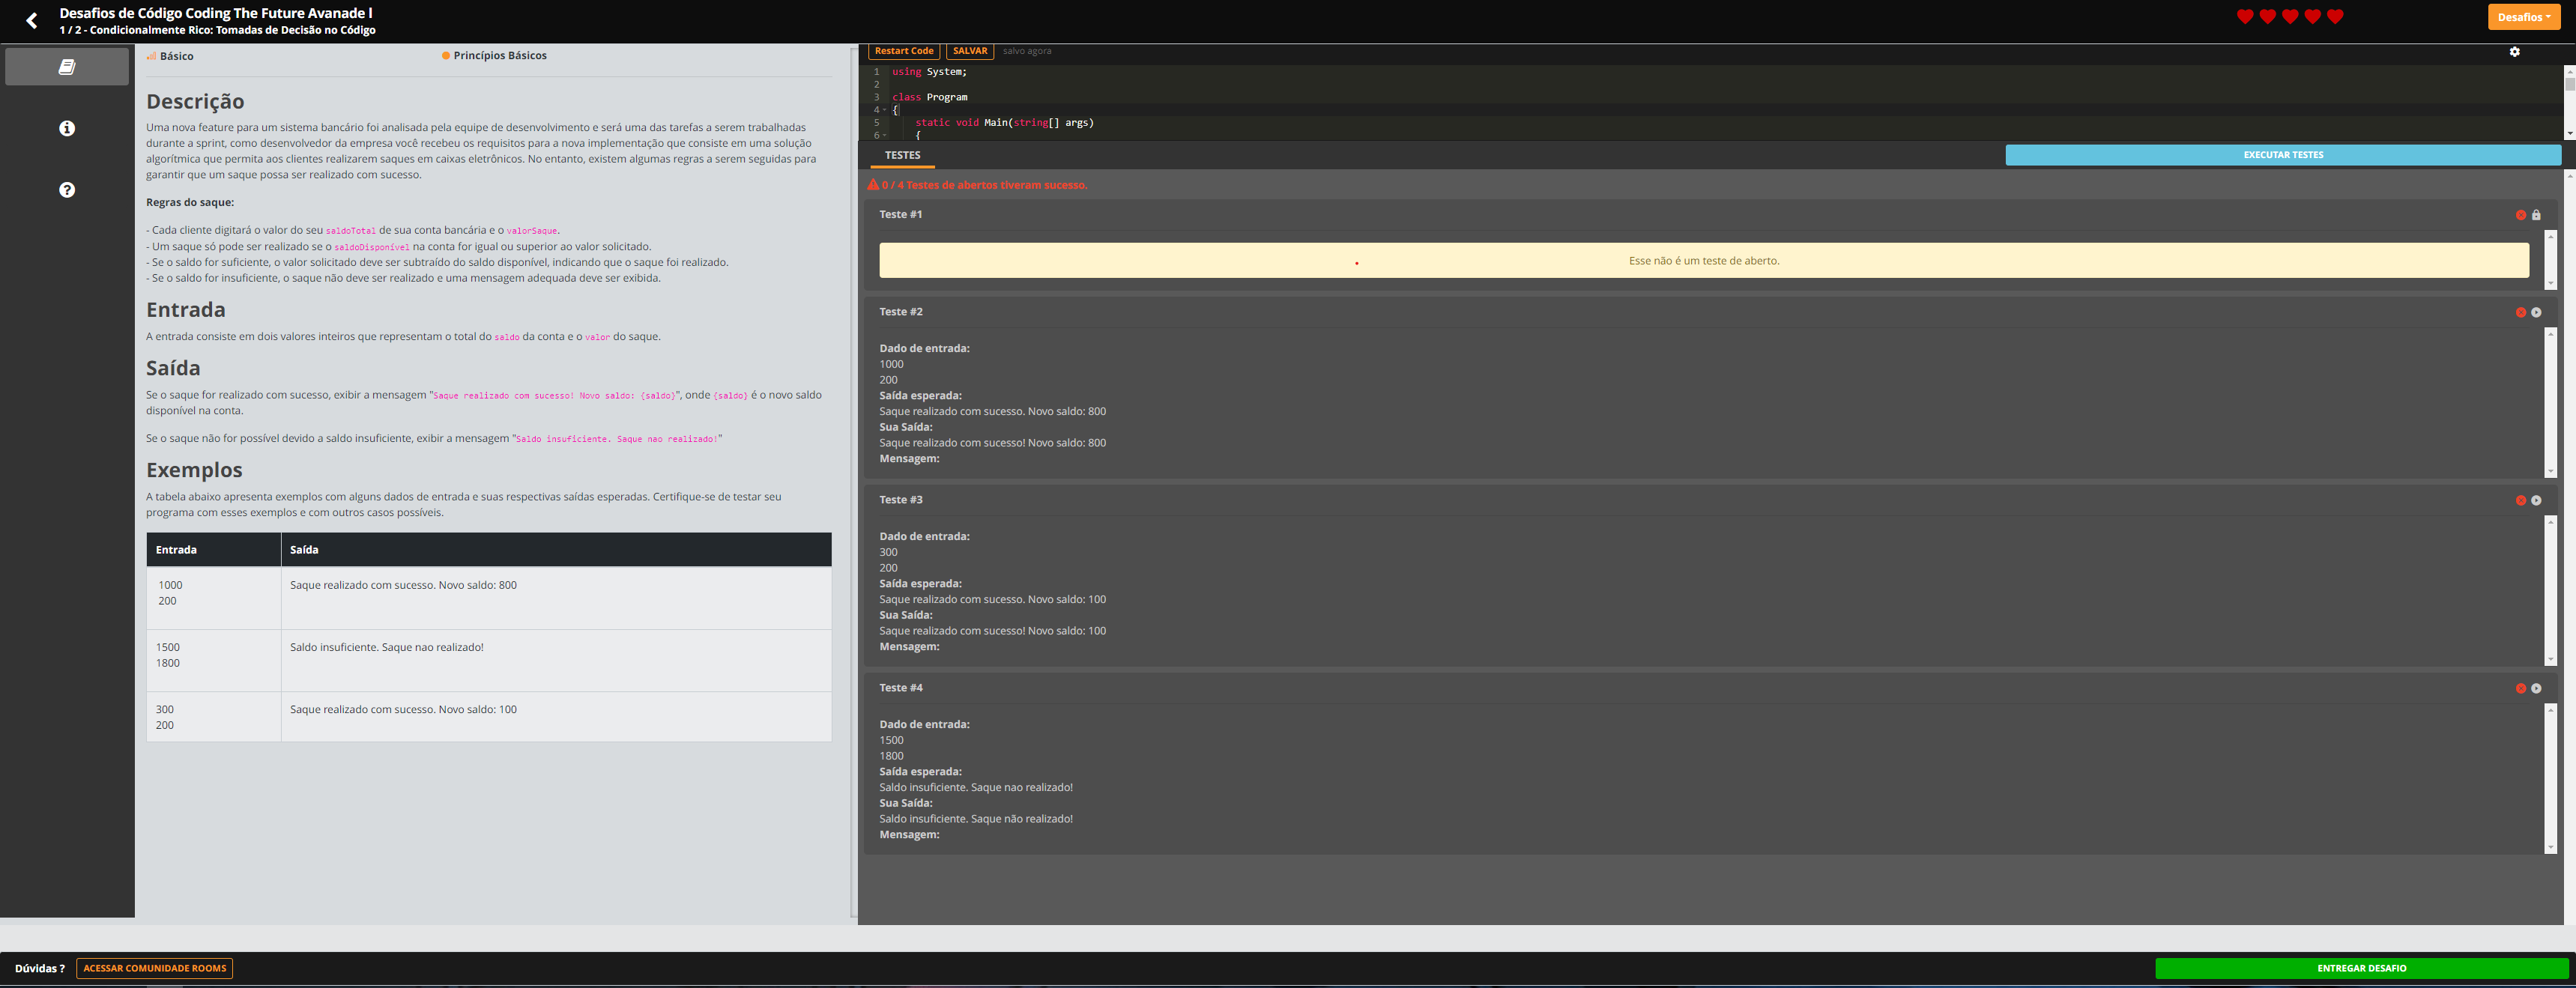 Desafios de Código Coding The Future Avanade l
1 / 2 - Condicionalmente Rico: Tomadas de Decisão no Código
Desafios
Básico
Princípios Básicos
Descrição
Uma nova feature para um sistema bancário foi analisada pela equipe de desenvolvimento e será uma das tarefas a serem trabalhadas
durante a sprint, como desenvolvedor da empresa você recebeu os requisitos para a nova implementação que consiste em uma solução
algorítmica que permita aos clientes realizarem saques em caixas eletrônicos. No entanto, existem algumas regras a serem seguidas para
garantir que um saque possa ser realizado com sucesso.
Regras do saque:
- Cada cliente digitará o valor do seu saldoTotal de sua conta bancária e o valorSaque.
- Um saque só pode ser realizado se o saldoDisponível na conta for igual ou superior ao valor solicitado.
- Se o saldo for suficiente, o valor solicitado deve ser subtraído do saldo disponível, indicando que o saque foi realizado.
- Se o saldo for insuficiente, o saque não deve ser realizado e uma mensagem adequada deve ser exibida.
Entrada
A entrada consiste em dois valores inteiros que representam o total do saldo da conta e o valor do saque.
Saída
Se o saque for realizado com sucesso, exibir a mensagem "Saque realizado com sucesso! Novo saldo: {saldo}", onde {saldo} é o novo saldo
disponível na conta.
Se o saque não for possível devido a saldo insuficiente, exibir a mensagem "Saldo insuficiente. Saque nao realizado!"
Exemplos
A tabela abaixo apresenta exemplos com alguns dados de entrada e suas respectivas saídas esperadas. Certifique-se de testar seu
programa com esses exemplos e com outros casos possíveis.
Entrada Saída
1000 Saque realizado com sucesso. Novo saldo: 800
200
1500 Saldo insuficiente. Saque nao realizado!
1800
300 Saque realizado com sucesso. Novo saldo: 100
200
Restart Code SALVAR salvo agora
1 using System;
2
3 class Program
4 {
5 static void Main(string[] args)
6 {
TESTES
EXECUTAR TESTES
0 / 4 Testes de abertos tiveram sucesso.
Teste #1
Esse não é um teste de aberto.
Teste #2
Dado de entrada:
1000
200
Saída esperada:
Saque realizado com sucesso. Novo saldo: 800
Sua Saída:
Saque realizado com sucesso! Novo saldo: 800
Mensagem:
Teste #3
Dado de entrada:
300
200
Saída esperada:
Saque realizado com sucesso. Novo saldo: 100
Sua Saída:
Saque realizado com sucesso! Novo saldo: 100
Mensagem:
Teste #4
Dado de entrada:
1500
1800
Saída esperada:
Saldo insuficiente. Saque nao realizado!
Sua Saída:
Saldo insuficiente. Saque não realizado!
Mensagem:
Dúvidas ?
ACESSAR COMUNIDADE ROOMS
ENTREGAR DESAFIO